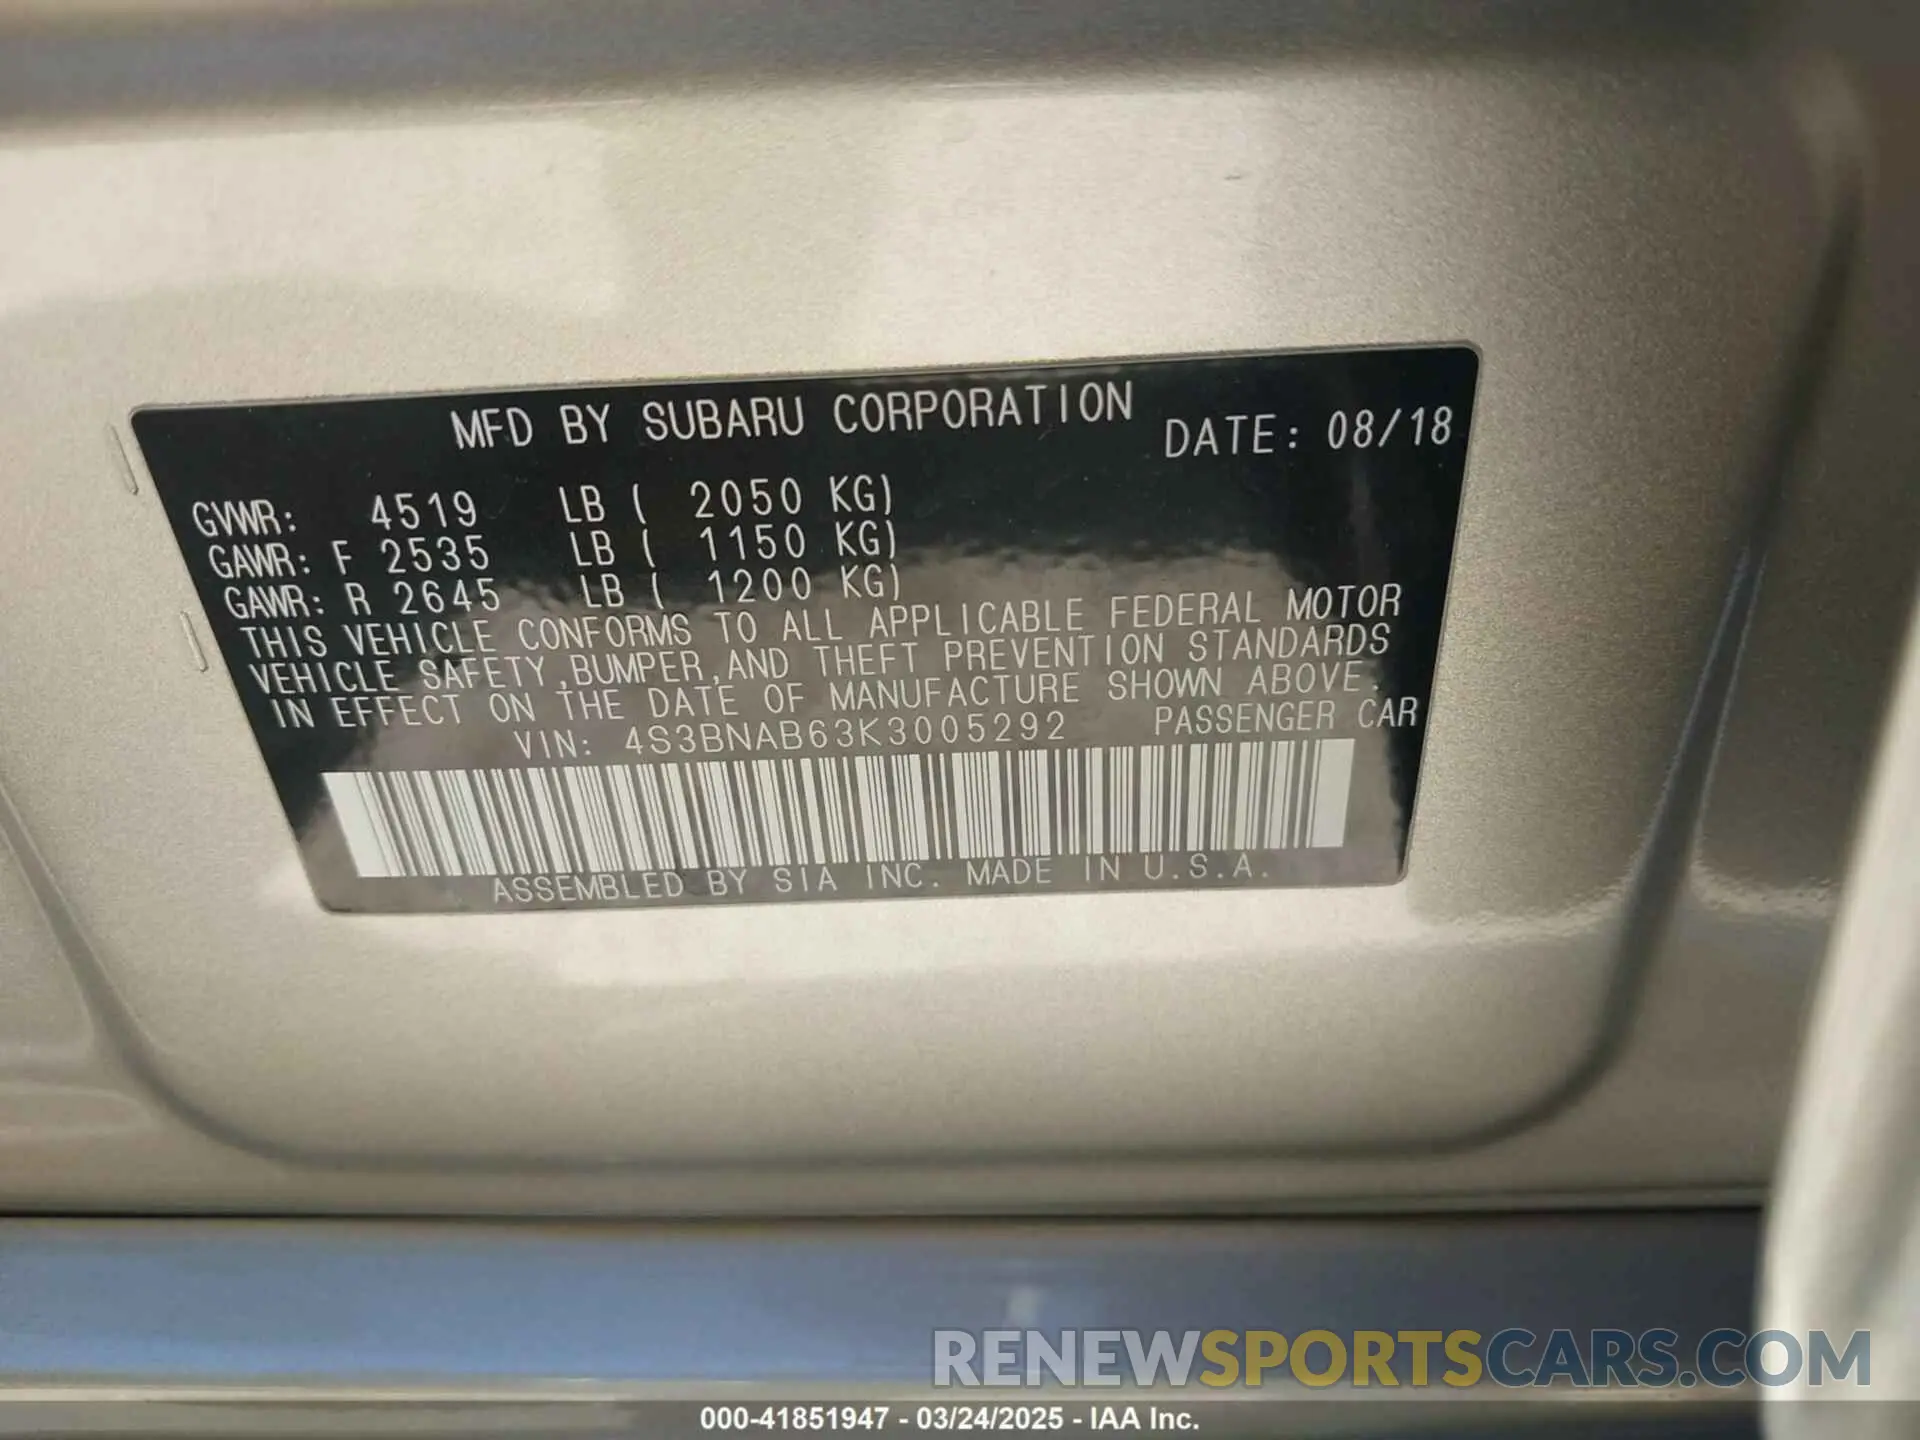 MFD BY SUBARU CORPORATION DATE: 08/18
GVWR: 4519 LB ( 2050 KG)
GAWR: F 2535 LB ( 1150 KG)
GAWR: R 2645 LB ( 1200 KG)
THIS VEHICLE CONFORMS TO ALL APPLICABLE FEDERAL MOTOR
VEHICLE SAFETY,BUMPER,AND THEFT PREVENTION STANDARDS
IN EFFECT ON THE DATE OF MANUFACTURE SHOWN ABOVE.
VIN: 4S3BNAB63K3005292 PASSENGER CAR
ASSEMBLED BY SIA INC. MADE IN U.S.A.
RENEWSPORTSCARS.COM
000-41851947 - 03/24/2025 - IAA Inc.